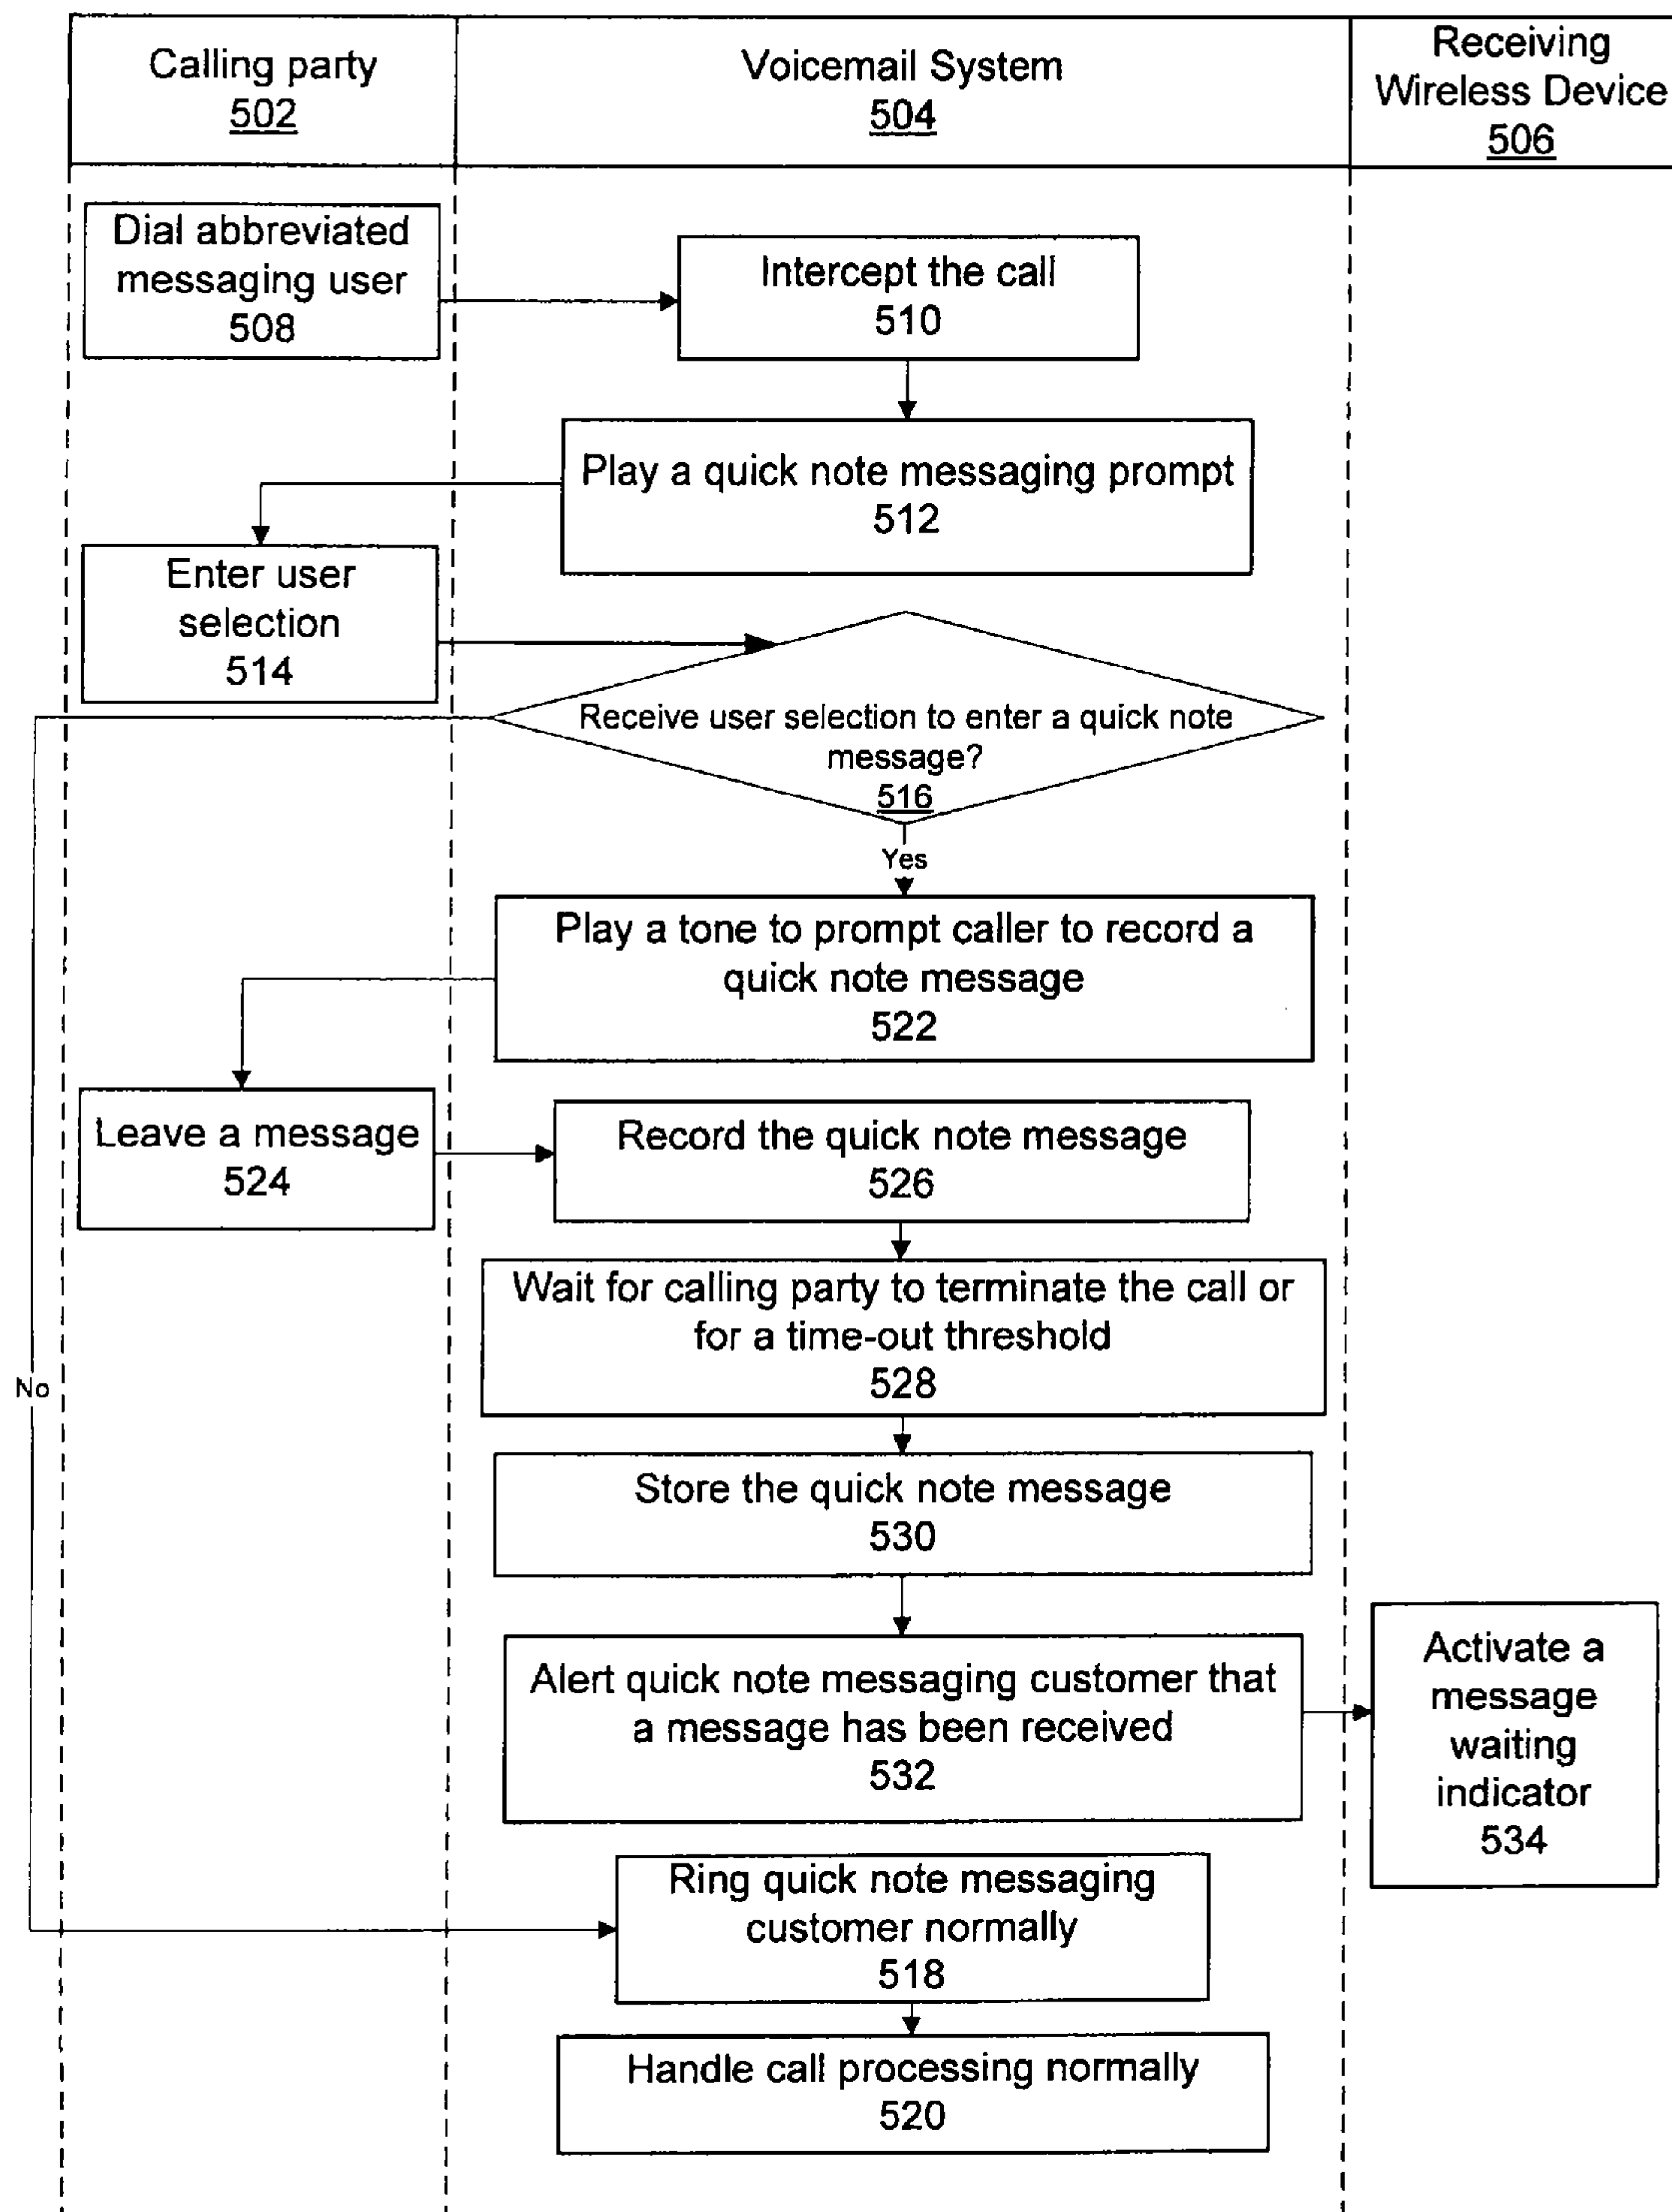 Calling party
502
Voicemail System
504
Receiving
Wireless Device
506
Dial abbreviated
messaging user
508
Intercept the call
510
Play a quick note messaging prompt
512
Enter user
selection
514
Receive user selection to enter a quick note
message?
516
Yes
Play a tone to prompt caller to record a
quick note message
522
Leave a message
524
Record the quick note message
526
Wait for calling party to terminate the call or
for a time-out threshold
528
No
Store the quick note message
530
Alert quick note messaging customer that
a message has been received
532
Activate a
message
waiting
indicator
534
Ring quick note messaging
customer normally
518
Handle call processing normally
520